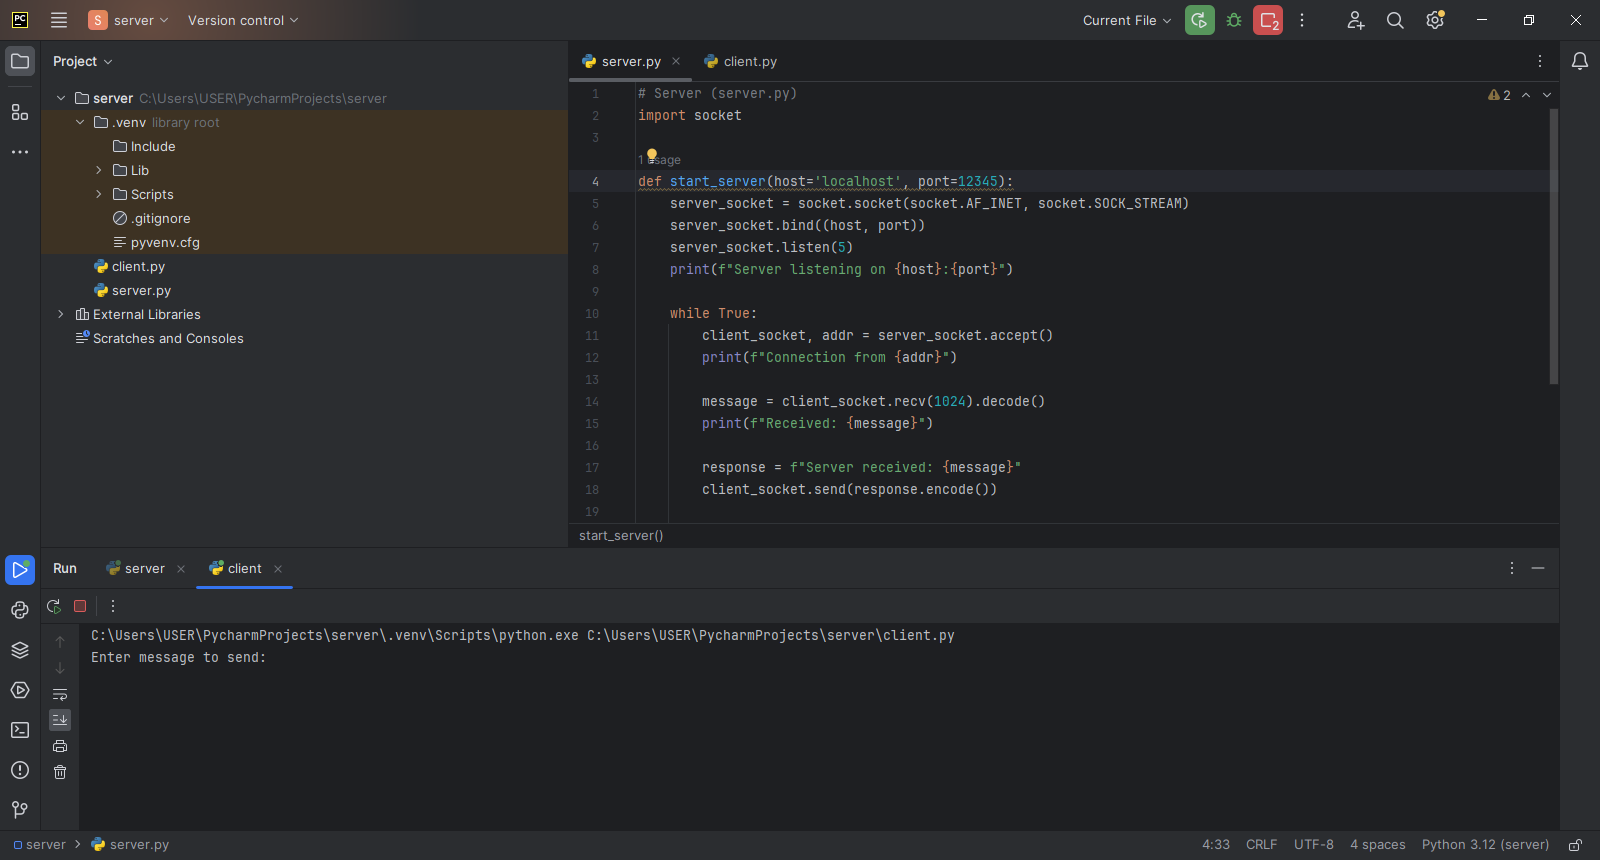 PC
S server
Version control
Current File
2
Project
server C:\Users\USER\PycharmProjects\server
.venv library root
Include
Lib
Scripts
.gitignore
pyvenv.cfg
client.py
server.py
External Libraries
Scratches and Consoles
server.py
client.py
2
1 # Server (server.py)
2 import socket
3
1 usage
4 def start_server(host='localhost', port=12345):
5 server_socket = socket.socket(socket.AF_INET, socket.SOCK_STREAM)
6 server_socket.bind((host, port))
7 server_socket.listen(5)
8 print(f"Server listening on {host}:{port}")
9
10 while True:
11 client_socket, addr = server_socket.accept()
12 print(f"Connection from {addr}")
13
14 message = client_socket.recv(1024).decode()
15 print(f"Received: {message}")
16
17 response = f"Server received: {message}"
18 client_socket.send(response.encode())
19
start_server()
Run
server
client
C:\Users\USER\PycharmProjects\server\.venv\Scripts\python.exe C:\Users\USER\PycharmProjects\server\client.py
Enter message to send:
server
server.py
4:33
CRLF
UTF-8
4 spaces
Python 3.12 (server)